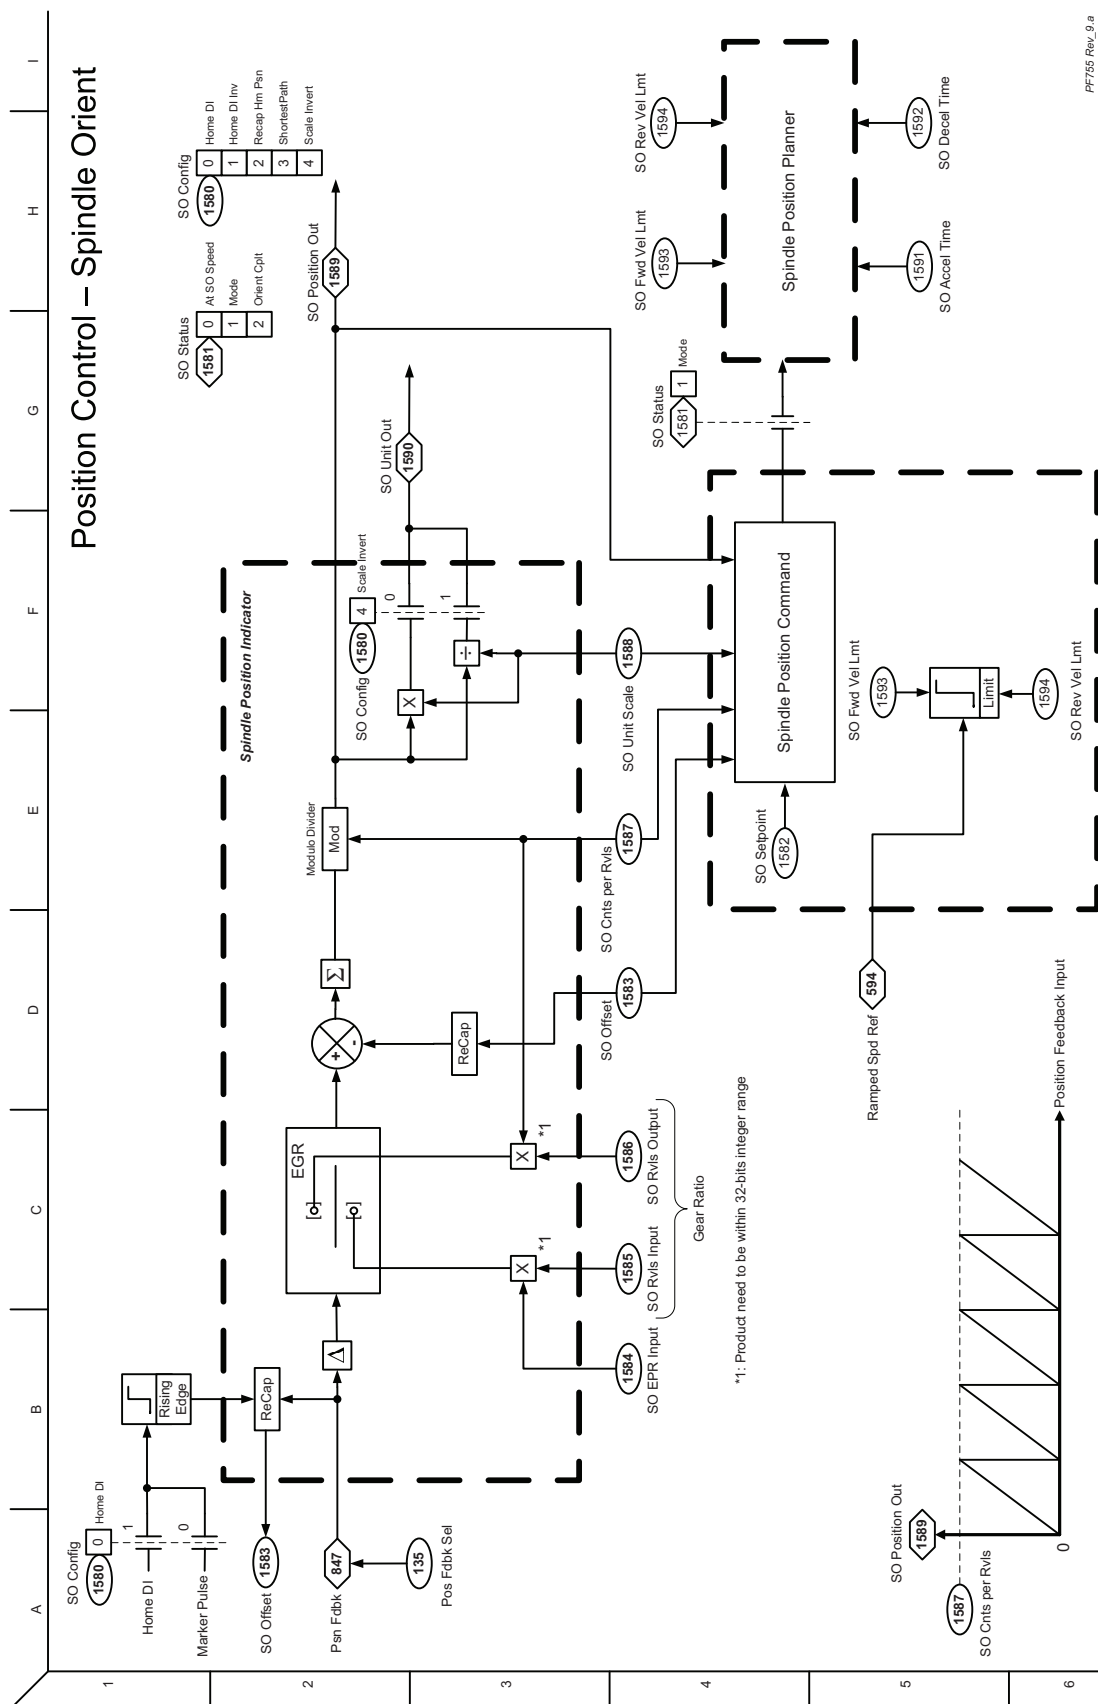 Position Control – Spindle Orient
A
B
C
D
E
F
G
H
I
1
2
3
4
5
6
SO Config
1580
0
Home DI
Home DI
1
Marker Pulse
0
Rising
Edge
SO Offset
1583
Psn Fdbk
847
135
Pos Fdbk Sel
ReCap
Δ
EGR
[ ]
[ ]
X
*1
X
*1
+
-
Σ
ReCap
Modulo Divider
Mod
Spindle Position Indicator
SO Config
1580
4
Scale Invert
0
1
X
÷
SO Unit Out
1590
SO Position Out
1589
SO Status
1581
0
At SO Speed
1
Mode
2
Orient Cplt
SO Config
1580
0
Home DI
1
Home DI Inv
2
Recap Hm Psn
3
ShortestPath
4
Scale Invert
1584
SO EPR Input
1585
SO Rvls Input
1586
SO Rvls Output
Gear Ratio
SO Offset
1583
SO Cnts per Rvls
1587
SO Unit Scale
1588
*1: Product need to be within 32-bits integer range
SO Setpoint
1582
Spindle Position Command
SO Status
1581
1
Mode
SO Fwd Vel Lmt
1593
SO Rev Vel Lmt
1594
Spindle Position Planner
1591
SO Accel Time
1592
SO Decel Time
Ramped Spd Ref
594
SO Fwd Vel Lmt
1593
Limit
1594
SO Rev Vel Lmt
SO Position Out
1589
1587
SO Cnts per Rvls
0
Position Feedback Input
PF755 Rev_9.a